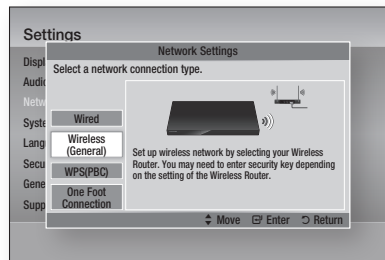 Settings
Network Settings
Displ
Select a network connection type.
Audio
Netw
Syste
Wired
Lang
Wireless
(General)
Secu
WPS(PBC)
Gene
One Foot
Connection
Supp
Set up wireless network by selecting your Wireless
Router. You may need to enter security key depending
on the setting of the Wireless Router.
Move Enter Return